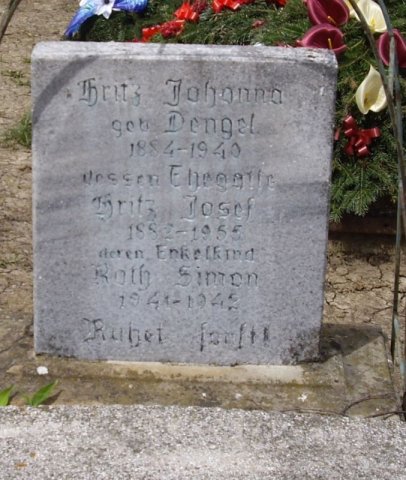 Fritz Johanna
geb Dengel
1884-1940
dessen Ehegatte
Fritz Josef
1882-1955
deren Enkelkind
Roth Simon
1941-1942
Ruhet sanft!